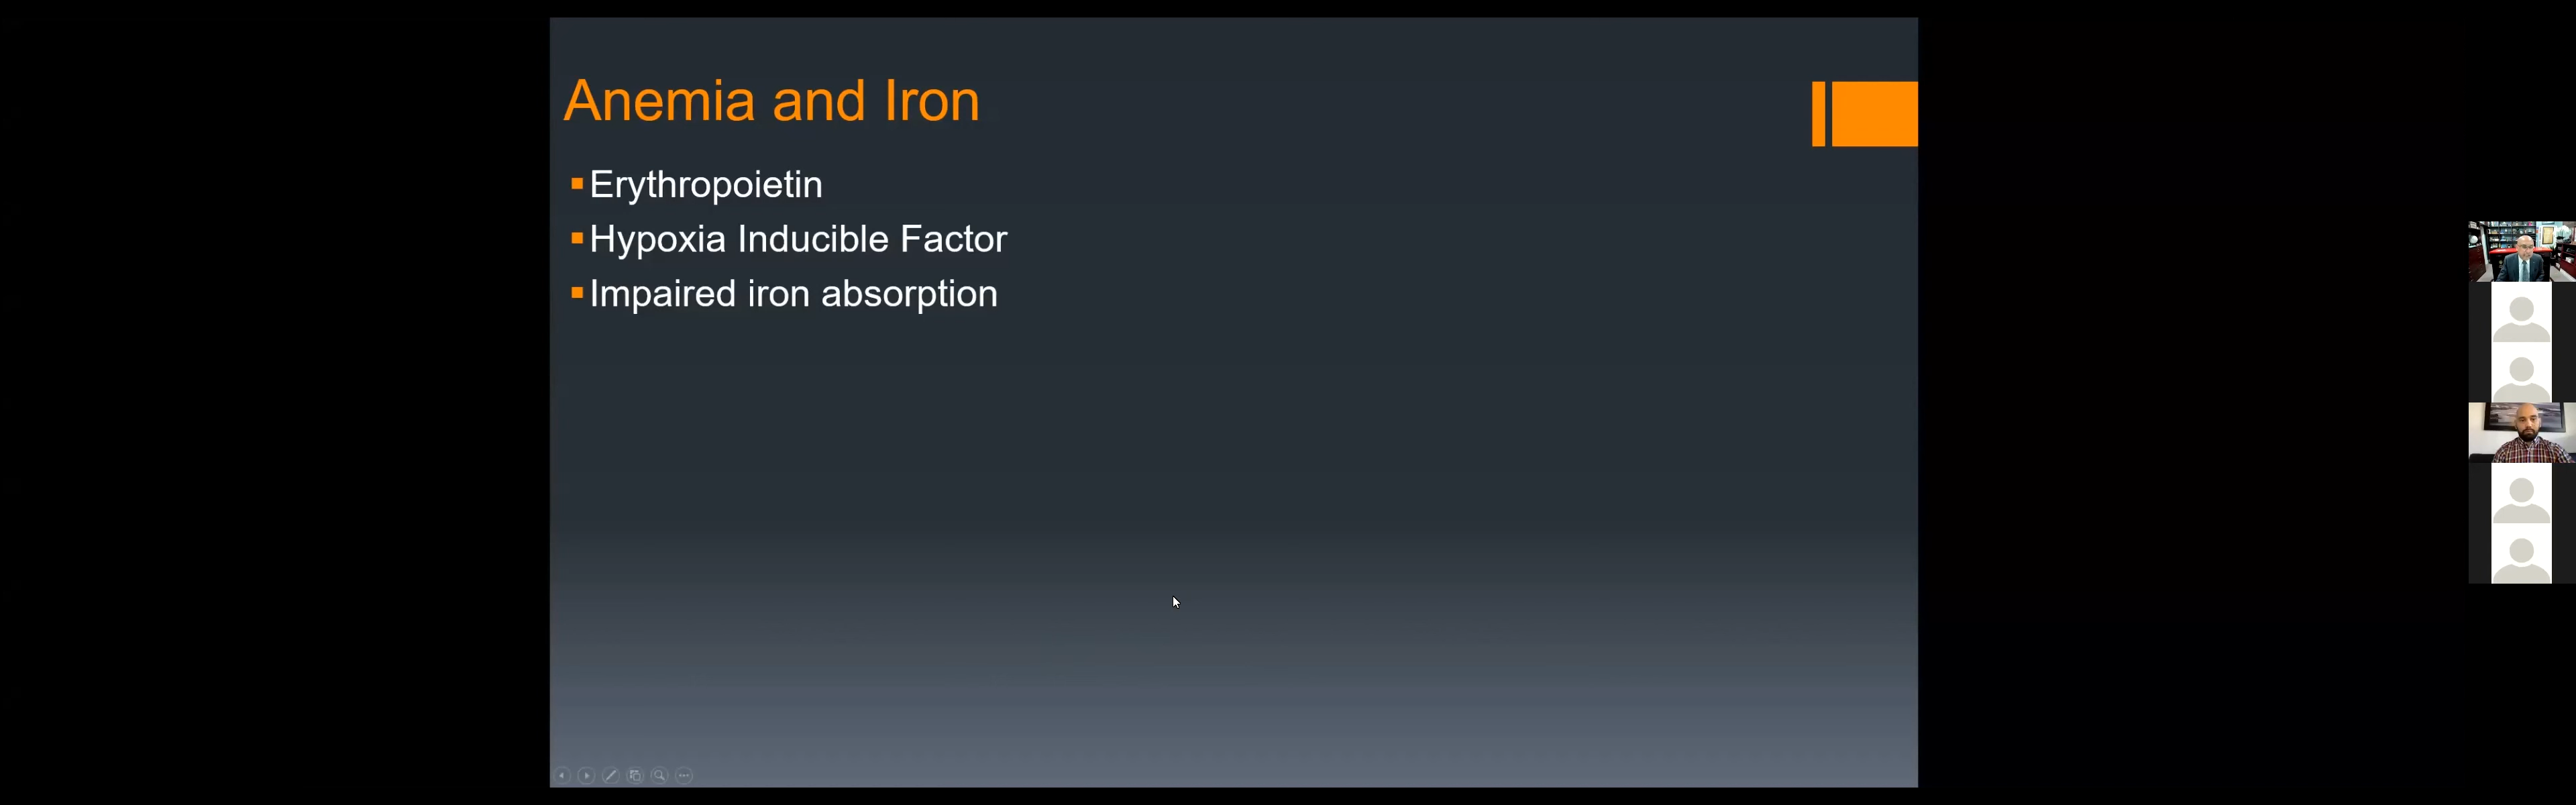 Anemia and Iron
Erythropoietin
Hypoxia Inducible Factor
Impaired iron absorption